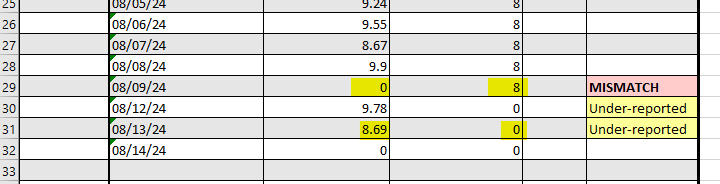 25 08/05/24 9.24 8
26 08/06/24 9.55 8
27 08/07/24 8.67 8
28 08/08/24 9.9 8
29 08/09/24 0 8 MISMATCH
30 08/12/24 9.78 0 Under-reported
31 08/13/24 8.69 0 Under-reported
32 08/14/24 0 0
33